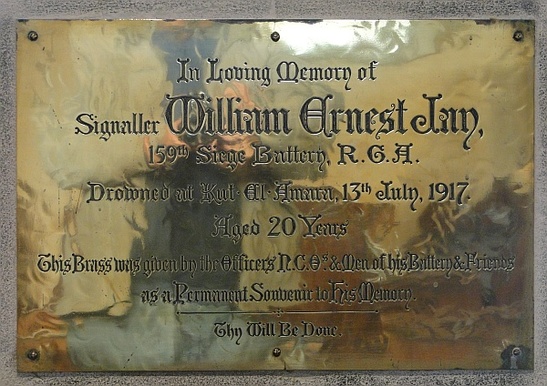 In Loving Memory of
Signaller William Ernest Jay,
159th Siege Battery, R.G.A.
Drowned at Kut-El-Amara, 13th July, 1917.
Aged 20 Years
This Brass was given by the Officers N.C.Os & Men of his Battery & Friends
as a Permanent Souvenir to His Memory.
Thy Will Be Done.